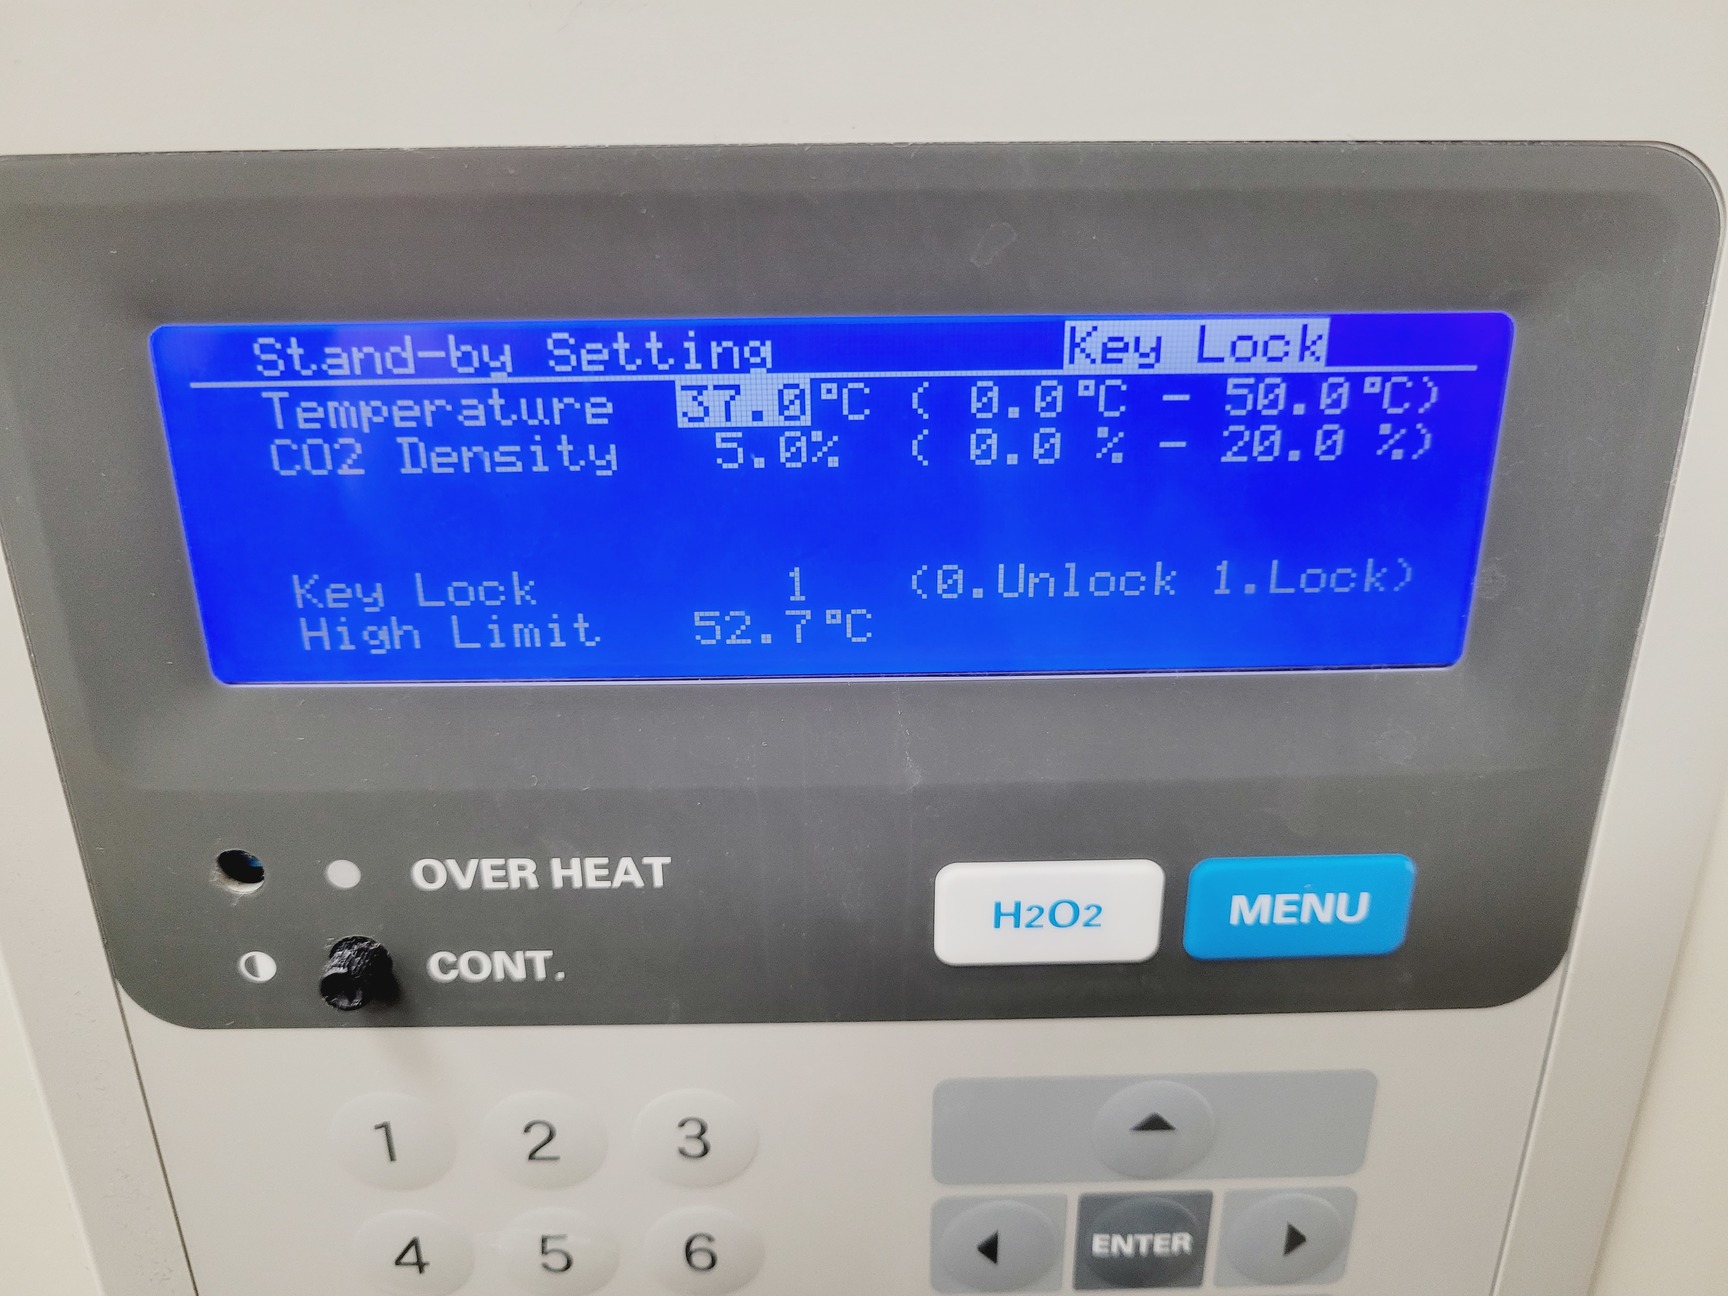 Stand-by Setting Key Lock
Temperature 37.0°C ( 0.0°C - 50.0°C)
CO2 Density 5.0% ( 0.0 % - 20.0 %)
Key Lock 1 (0.Unlock 1.Lock)
High Limit 52.7°C
OVER HEAT
CONT.
H2O2 MENU
1 2 3
4 5 6
ENTER